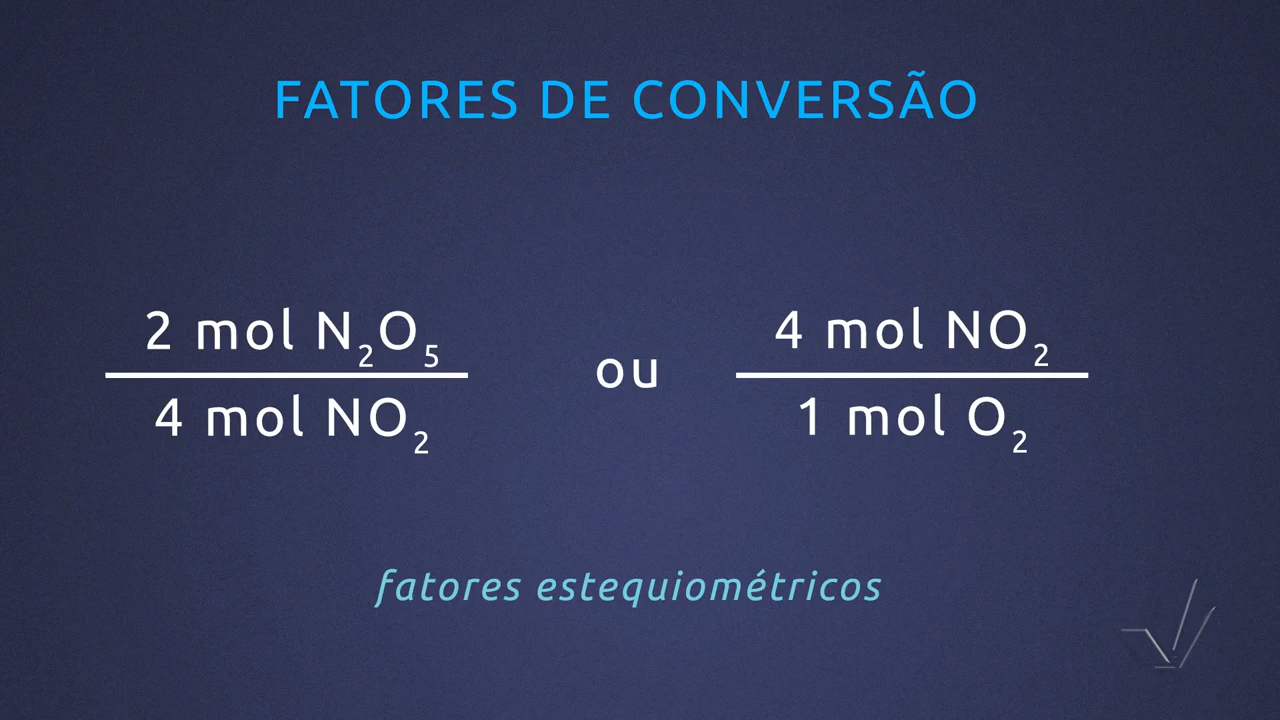 FATORES DE CONVERSÃO
2 mol N₂O₅
4 mol NO₂
ou
4 mol NO₂
1 mol O₂
fatores estequiométricos